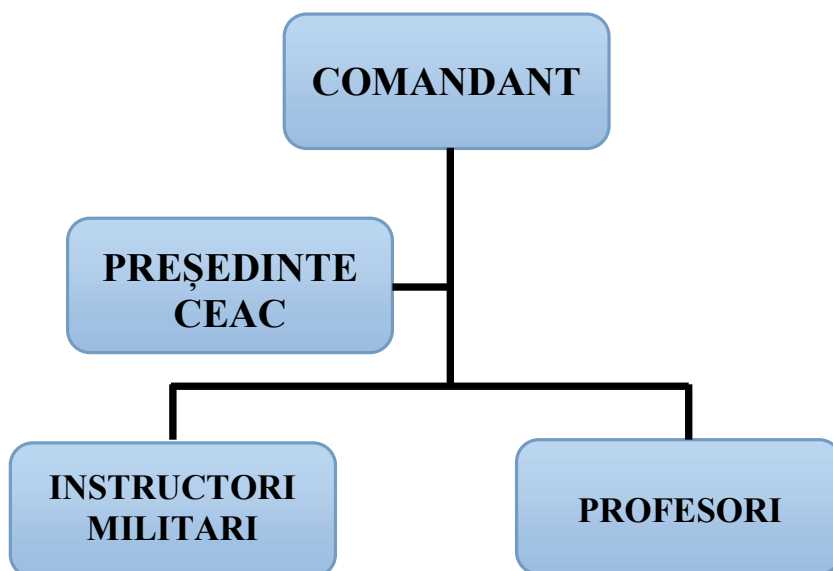 COMANDANT
PREȘEDINTE
CEAC
INSTRUCTORI
MILITARI
PROFESORI